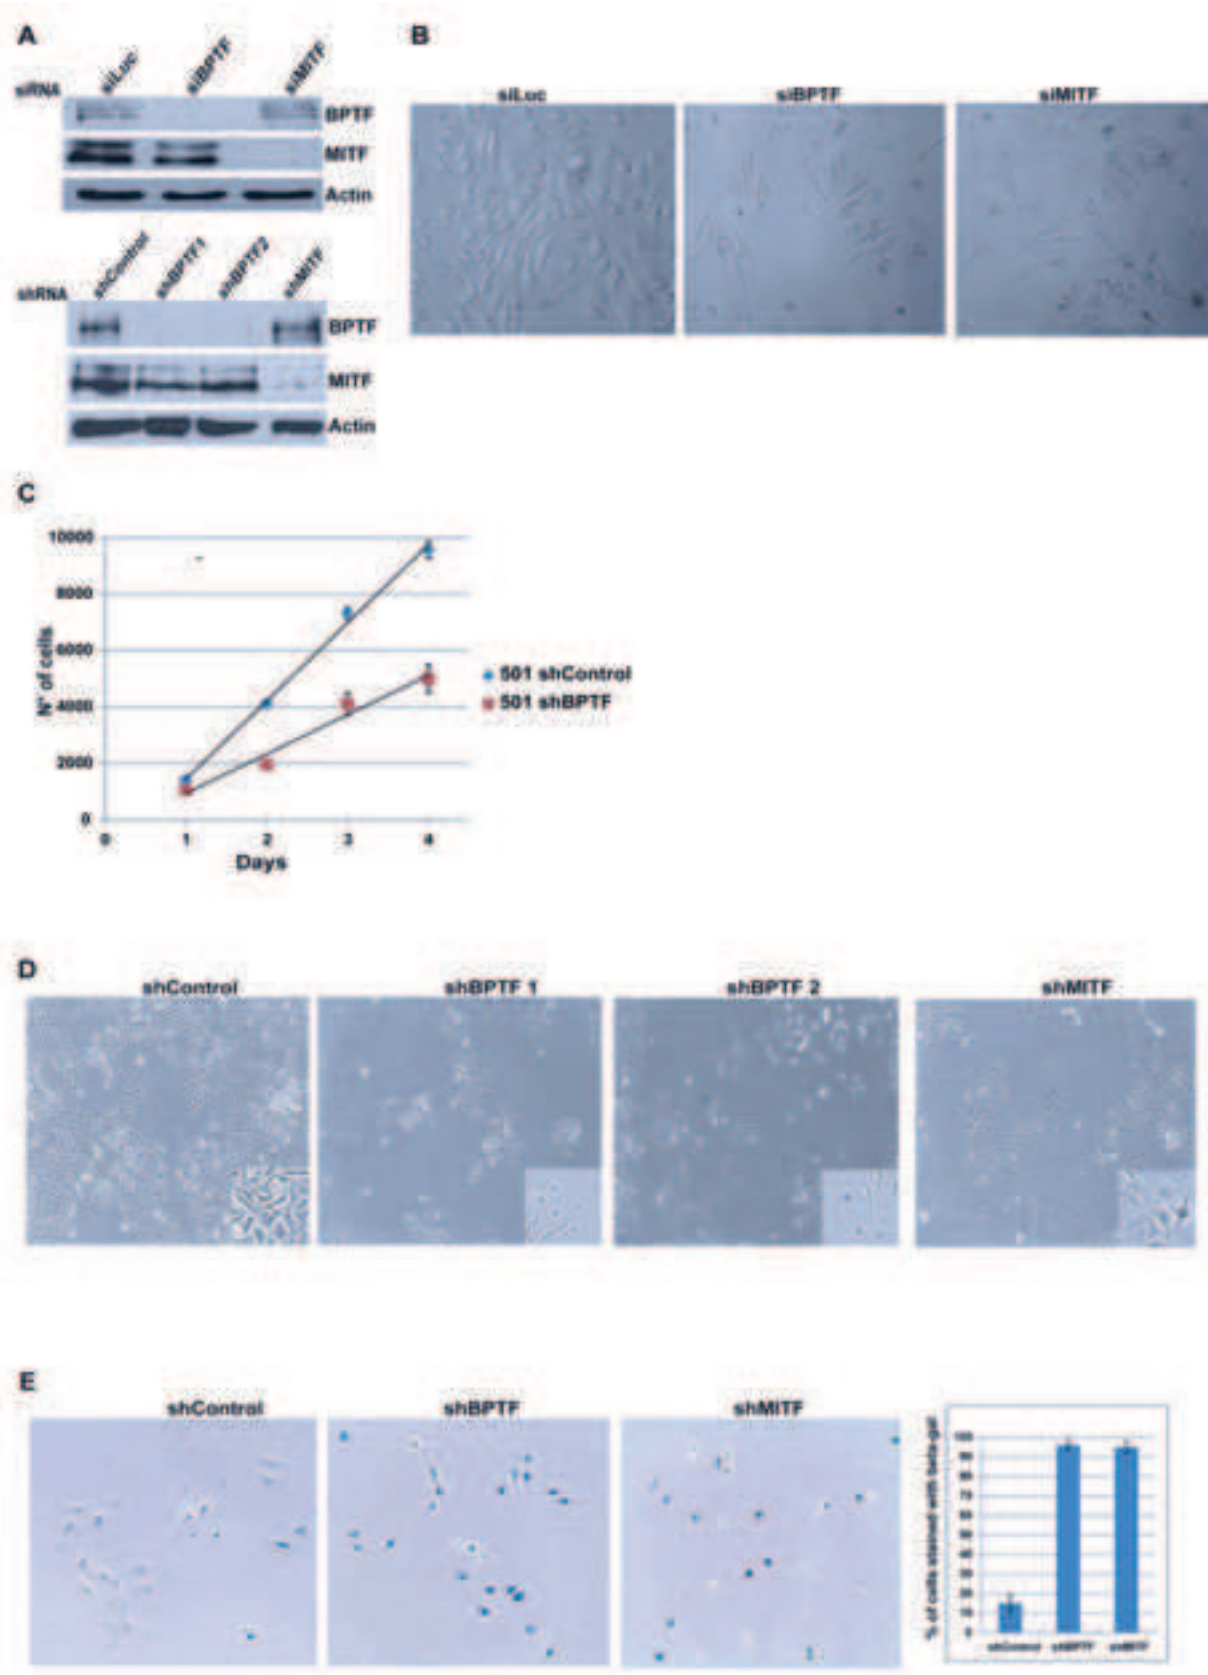 A
siRNA
siLuc
siBPTF
siMITF
BPTF
MITF
Actin
shRNA
shControl
shBPTF1
shBPTF2
shMITF
BPTF
MITF
Actin
B
siLuc
siBPTF
siMITF
C
N° of cells
10000
8000
6000
4000
2000
0
0 1 2 3 4
Days
501 shControl
501 shBPTF
D
shControl
shBPTF 1
shBPTF 2
shMITF
E
shControl
shBPTF
shMITF
% of cells stained with beta-gal
100
shControl shBPTF shMITF